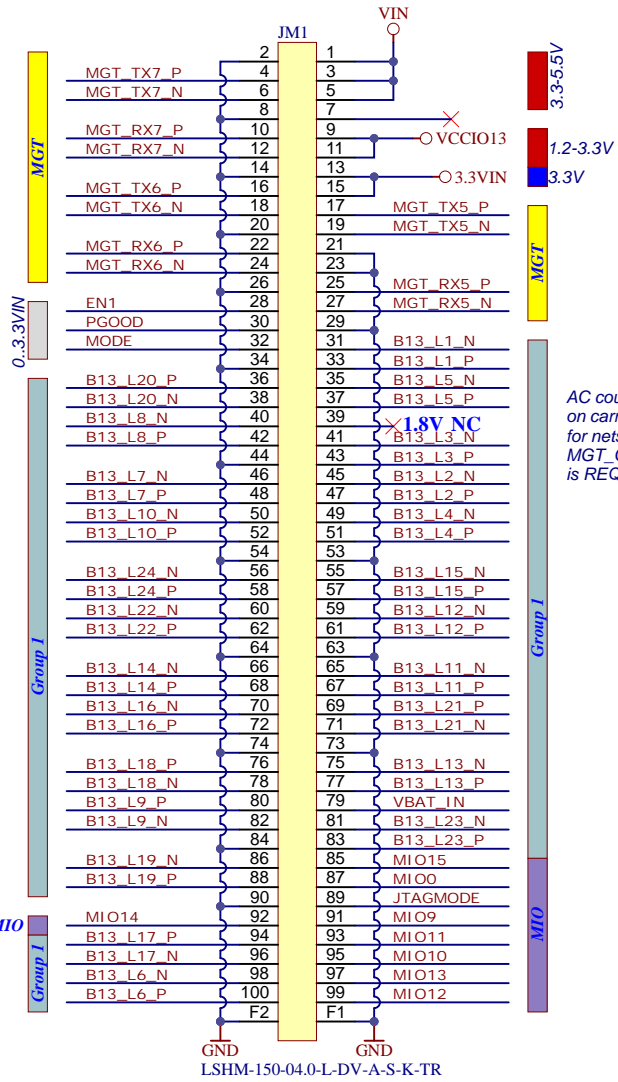 VIN
JM1
2 1
MGT_TX7_P 4 3
MGT_TX7_N 6 5
8 7
MGT_RX7_P 10 9 VCCIO13
MGT_RX7_N 12 11
14 13 3.3VIN
MGT_TX6_P 16 15
MGT_TX6_N 18 17 MGT_TX5_P
20 19 MGT_TX5_N
MGT_RX6_P 22 21
MGT_RX6_N 24 23
26 25 MGT_RX5_P
EN1 28 27 MGT_RX5_N
PGOOD 30 29
MODE 32 31 B13_L1_N
34 33 B13_L1_P
B13_L20_P 36 35 B13_L5_N
B13_L20_N 38 37 B13_L5_P
B13_L8_N 40 39 1.8V NC
B13_L8_P 42 41 B13_L3_N
44 43 B13_L3_P
B13_L7_N 46 45 B13_L2_N
B13_L7_P 48 47 B13_L2_P
B13_L10_N 50 49 B13_L4_N
B13_L10_P 52 51 B13_L4_P
54 53
B13_L24_N 56 55 B13_L15_N
B13_L24_P 58 57 B13_L15_P
B13_L22_N 60 59 B13_L12_N
B13_L22_P 62 61 B13_L12_P
64 63
B13_L14_N 66 65 B13_L11_N
B13_L14_P 68 67 B13_L11_P
B13_L16_N 70 69 B13_L21_P
B13_L16_P 72 71 B13_L21_N
74 73
B13_L18_P 76 75 B13_L13_N
B13_L18_N 78 77 B13_L13_P
B13_L9_P 80 79 VBAT_IN
B13_L9_N 82 81 B13_L23_N
84 83 B13_L23_P
B13_L19_N 86 85 MIO15
B13_L19_P 88 87 MIO0
90 89 JTAGMODE
MIO14 92 91 MIO9
B13_L17_P 94 93 MIO11
B13_L17_N 96 95 MIO10
B13_L6_N 98 97 MIO13
B13_L6_P 100 99 MIO12
F2 F1
GND GND
LSHM-150-04.0-L-DV-A-S-K-TR
MGT
0..3.3VIN
Group 1
MIO
Group 1
3.3-5.5V
1.2-3.3V
3.3V
MGT
Group 1
MIO
AC cou
on carr
for nets
MGT_
is REQ